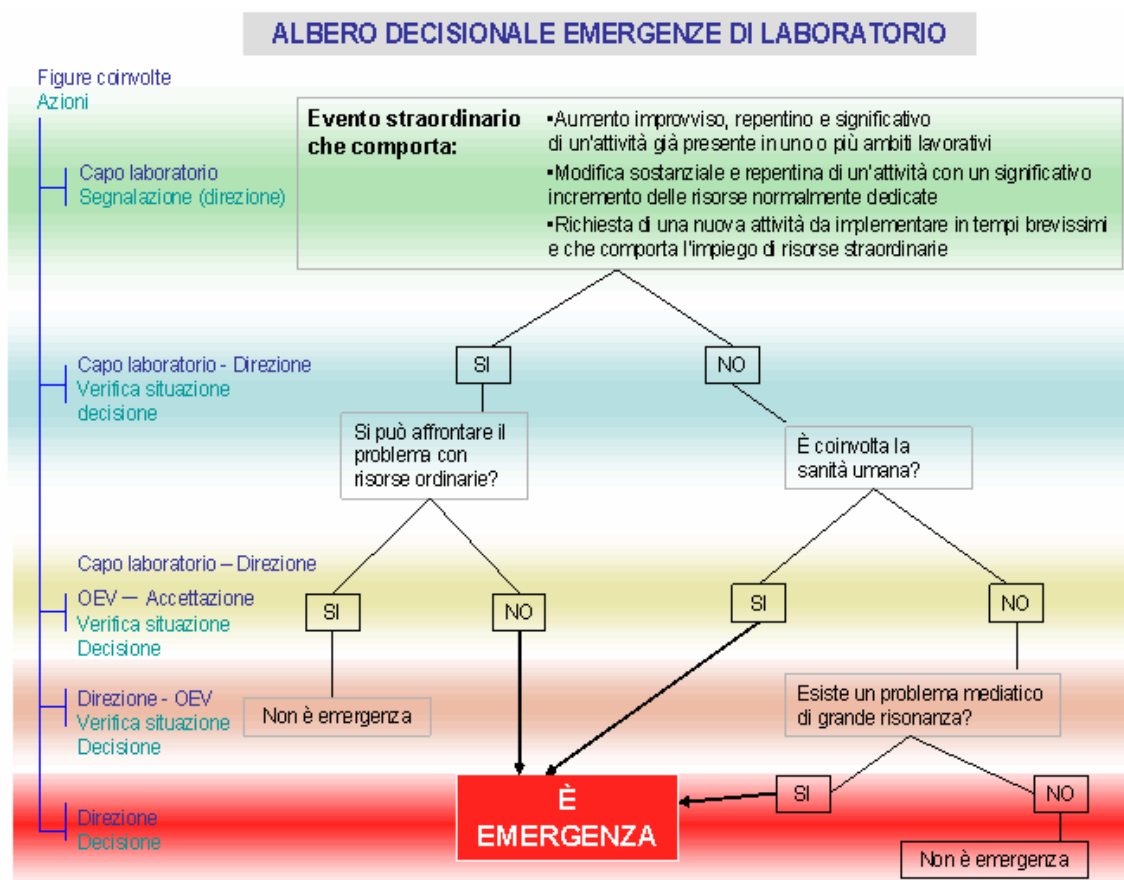 ALBERO DECISIONALE EMERGENZE DI LABORATORIO
Figure coinvolte
Azioni
Evento straordinario
che comporta:
▪Aumento improvviso, repentino e significativo
di un'attività già presente in uno o più ambiti lavorativi
▪Modifica sostanziale e repentina di un'attività con un significativo
incremento delle risorse normalmente dedicate
▪Richiesta di una nuova attività da implementare in tempi brevissimi
e che comporta l'impiego di risorse straordinarie
Capo laboratorio
Segnalazione (direzione)
Capo laboratorio - Direzione
Verifica situazione
decisione
SI
NO
Si può affrontare il
problema con
risorse ordinarie?
È coinvolta la
sanità umana?
Capo laboratorio – Direzione
OEV — Accettazione
Verifica situazione
Decisione
SI
NO
SI
NO
Direzione - OEV
Verifica situazione
Decisione
Non è emergenza
Esiste un problema mediatico
di grande risonanza?
Direzione
Decisione
È
EMERGENZA
SI
NO
Non è emergenza